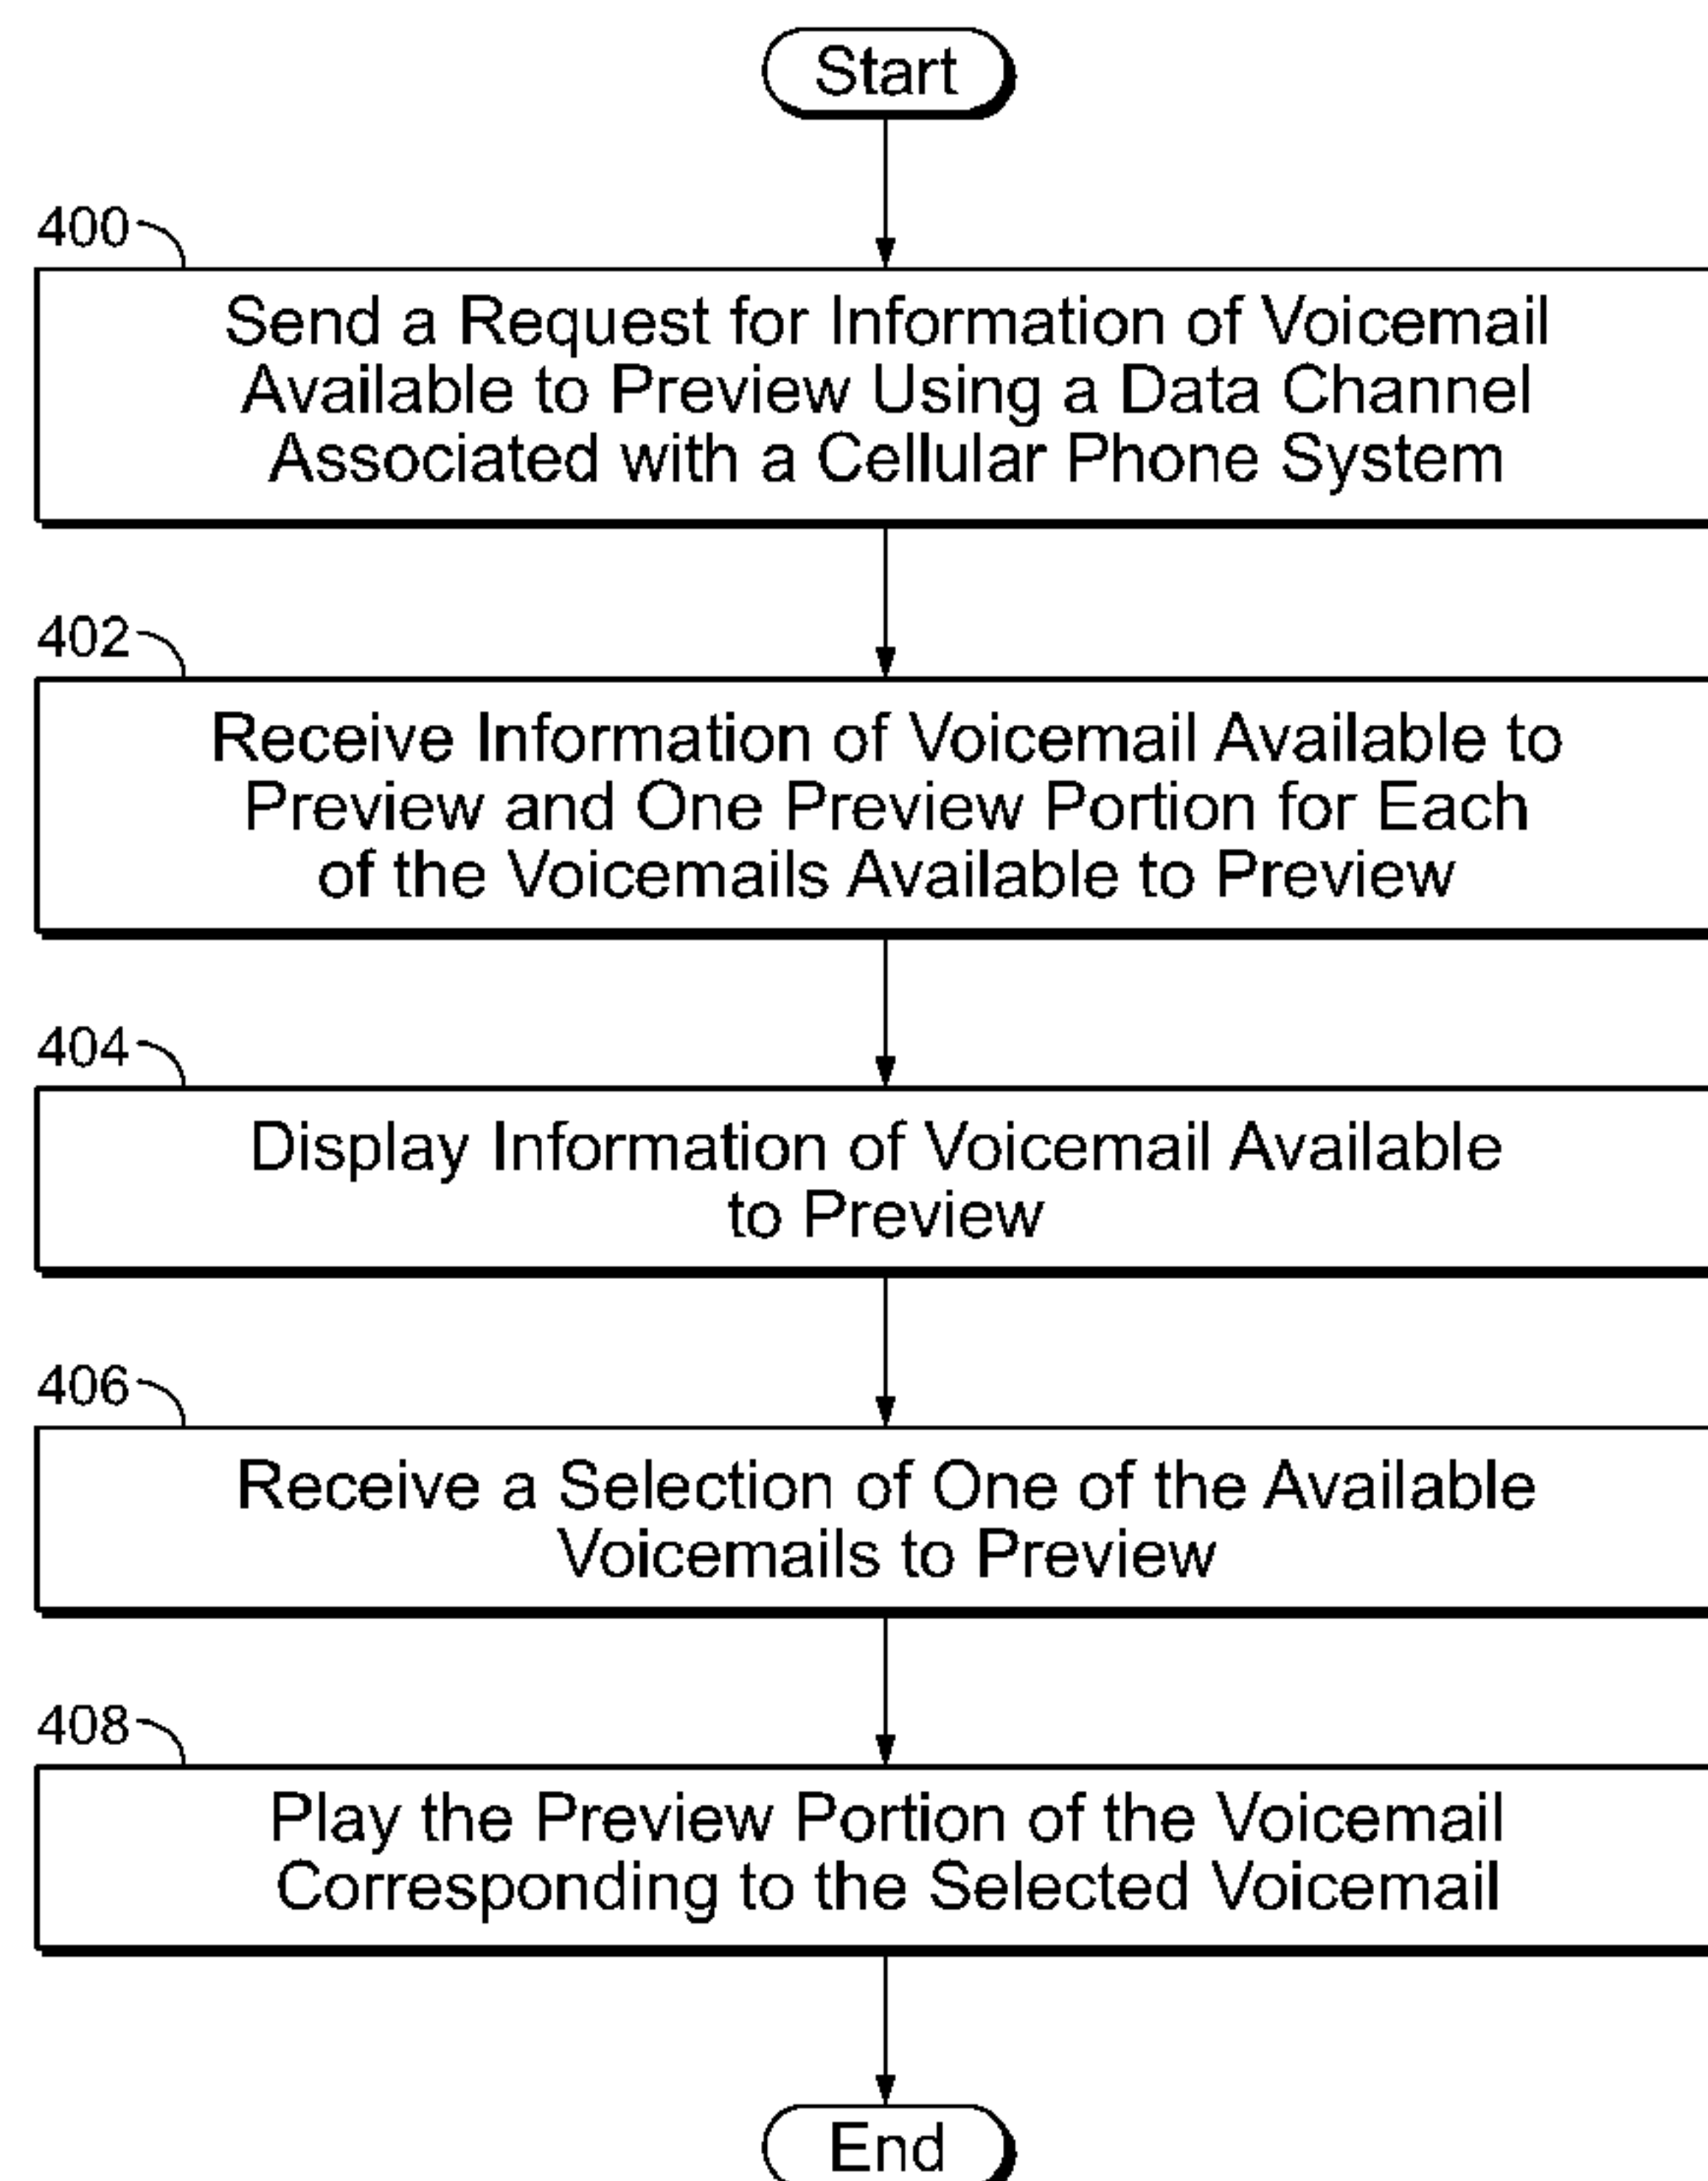 Start
400
Send a Request for Information of Voicemail
Available to Preview Using a Data Channel
Associated with a Cellular Phone System
402
Receive Information of Voicemail Available to
Preview and One Preview Portion for Each
of the Voicemails Available to Preview
404
Display Information of Voicemail Available
to Preview
406
Receive a Selection of One of the Available
Voicemails to Preview
408
Play the Preview Portion of the Voicemail
Corresponding to the Selected Voicemail
End